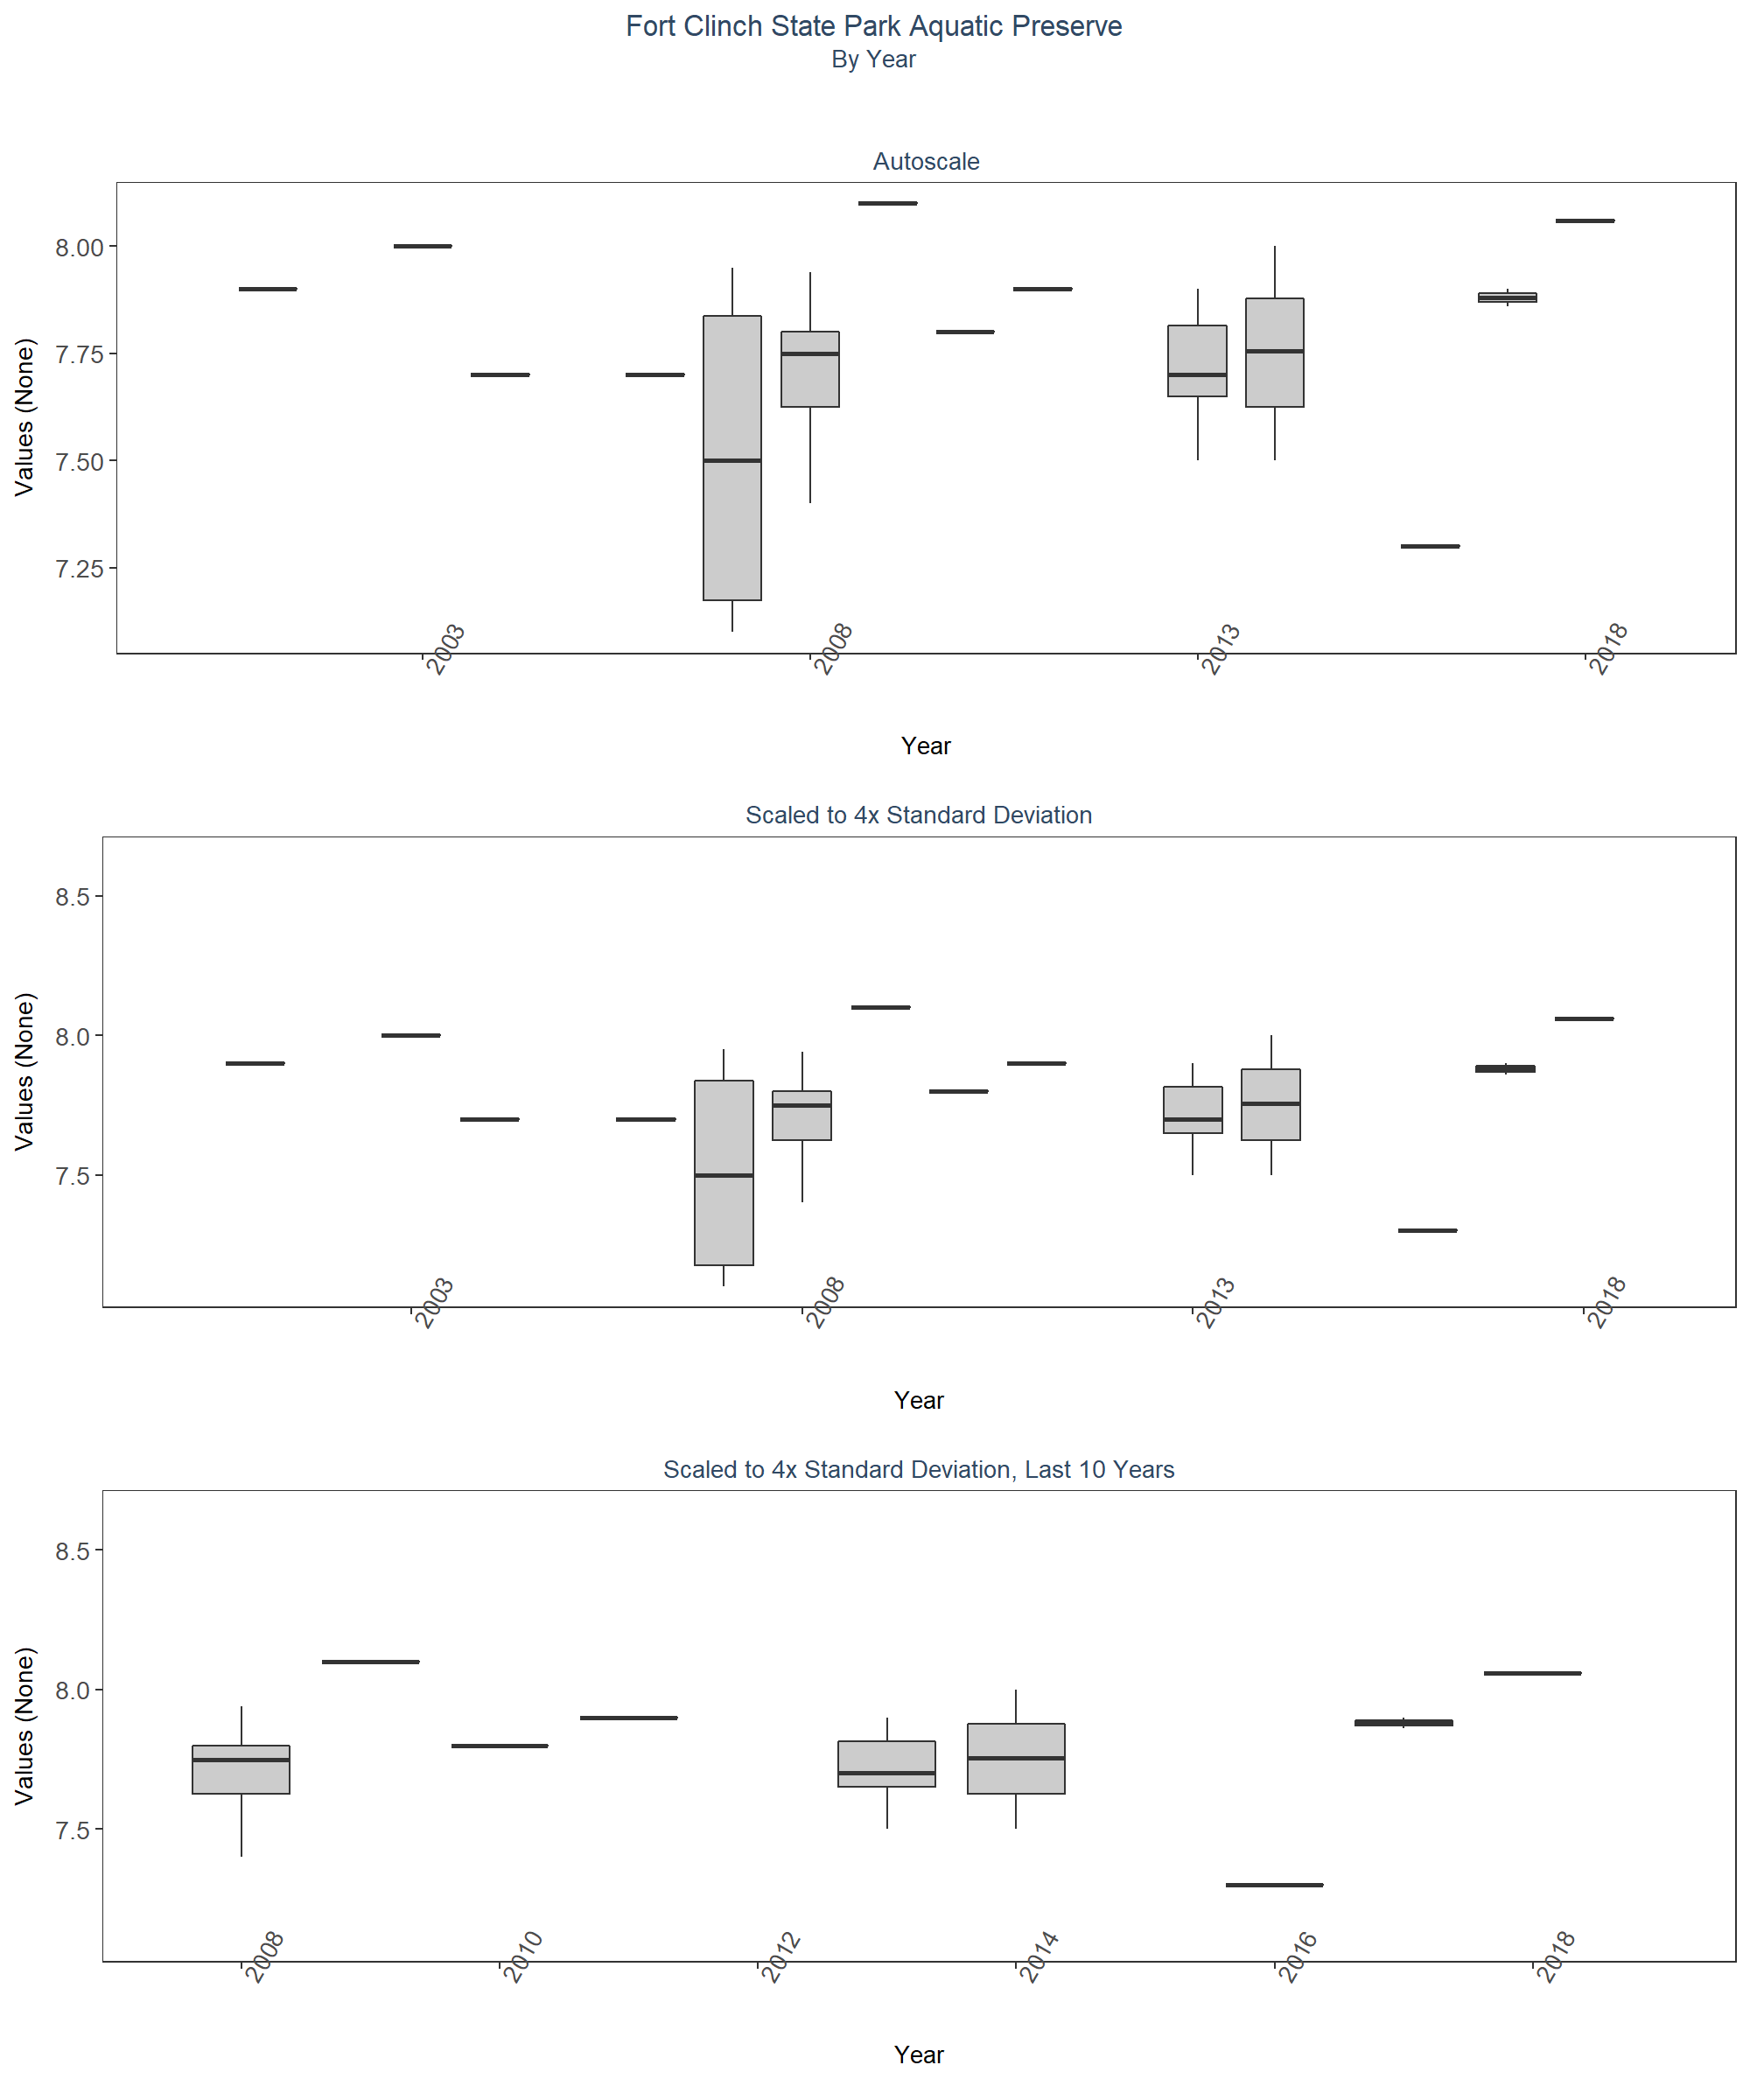 Fort Clinch State Park Aquatic Preserve
By Year
Autoscale
Values (None)
8.00
7.75
7.50
7.25
2003 2008 2013 2018
Year
Scaled to 4x Standard Deviation
Values (None)
8.5
8.0
7.5
2003 2008 2013 2018
Year
Scaled to 4x Standard Deviation, Last 10 Years
Values (None)
8.5
8.0
7.5
2008 2010 2012 2014 2016 2018
Year